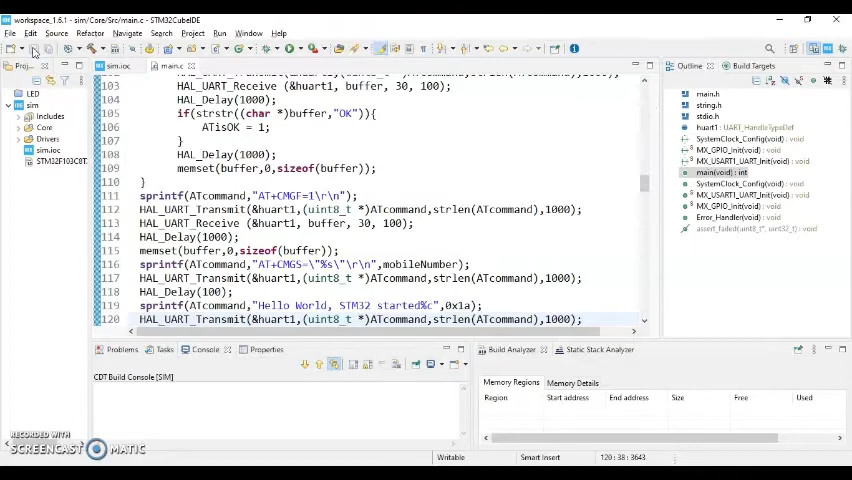 workspace_1.6.1 - sim/Core/Src/main.c - STM32CubeIDE
File Edit Source Refactor Navigate Search Project Run Window Help
Proj...
sim.ioc
main.c
Outline
Build Targets
LED
sim
Includes
Core
Drivers
sim.ioc
STM32F103C8T.
103 HAL_UART_Receive (&huart1, buffer, 30, 100);
104 HAL_Delay(1000);
105 if(strstr((char *)buffer,"OK")){
106 ATisOK = 1;
107 }
108 HAL_Delay(1000);
109 memset(buffer,0,sizeof(buffer));
110 }
111 sprintf(ATcommand,"AT+CMGF=1\r\n");
112 HAL_UART_Transmit(&huart1,(uint8_t *)ATcommand,strlen(ATcommand),1000);
113 HAL_UART_Receive (&huart1, buffer, 30, 100);
114 HAL_Delay(1000);
115 memset(buffer,0,sizeof(buffer));
116 sprintf(ATcommand,"AT+CMGS=\"%s\"\r\n",mobileNumber);
117 HAL_UART_Transmit(&huart1,(uint8_t *)ATcommand,strlen(ATcommand),1000);
118 HAL_Delay(100);
119 sprintf(ATcommand,"Hello World, STM32 started%c",0x1a);
120 HAL_UART_Transmit(&huart1,(uint8_t *)ATcommand,strlen(ATcommand),1000);
main.h
string.h
stdio.h
huart1 : UART_HandleTypeDef
SystemClock_Config(void) : void
MX_GPIO_Init(void) : void
MX_USART1_UART_Init(void) : void
main(void) : int
SystemClock_Config(void) : void
MX_USART1_UART_Init(void) : void
MX_GPIO_Init(void) : void
Error_Handler(void) : void
assert_failed(uint8_t*, uint32_t) : void
Problems
Tasks
Console
Properties
CDT Build Console [SIM]
Build Analyzer
Static Stack Analyzer
Memory Regions
Memory Details
Region Start address End address Size Free Used
RECORDED WITH
SCREENCAST MATIC
Writable
Smart Insert
120 : 38 : 3643